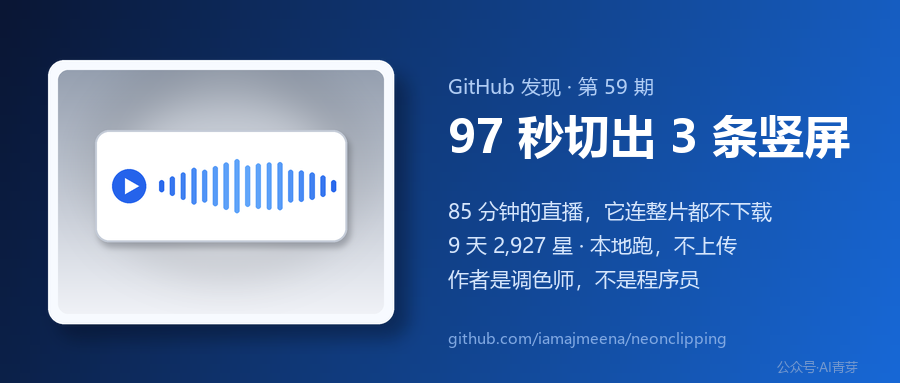 GitHub 发现 · 第 59 期
97 秒切出 3 条竖屏
85 分钟的直播，它连整片都不下载
9 天 2,927 星 · 本地跑，不上传
作者是调色师，不是程序员
github.com/iamajmeena/neonclipping
公众号·AI青芽